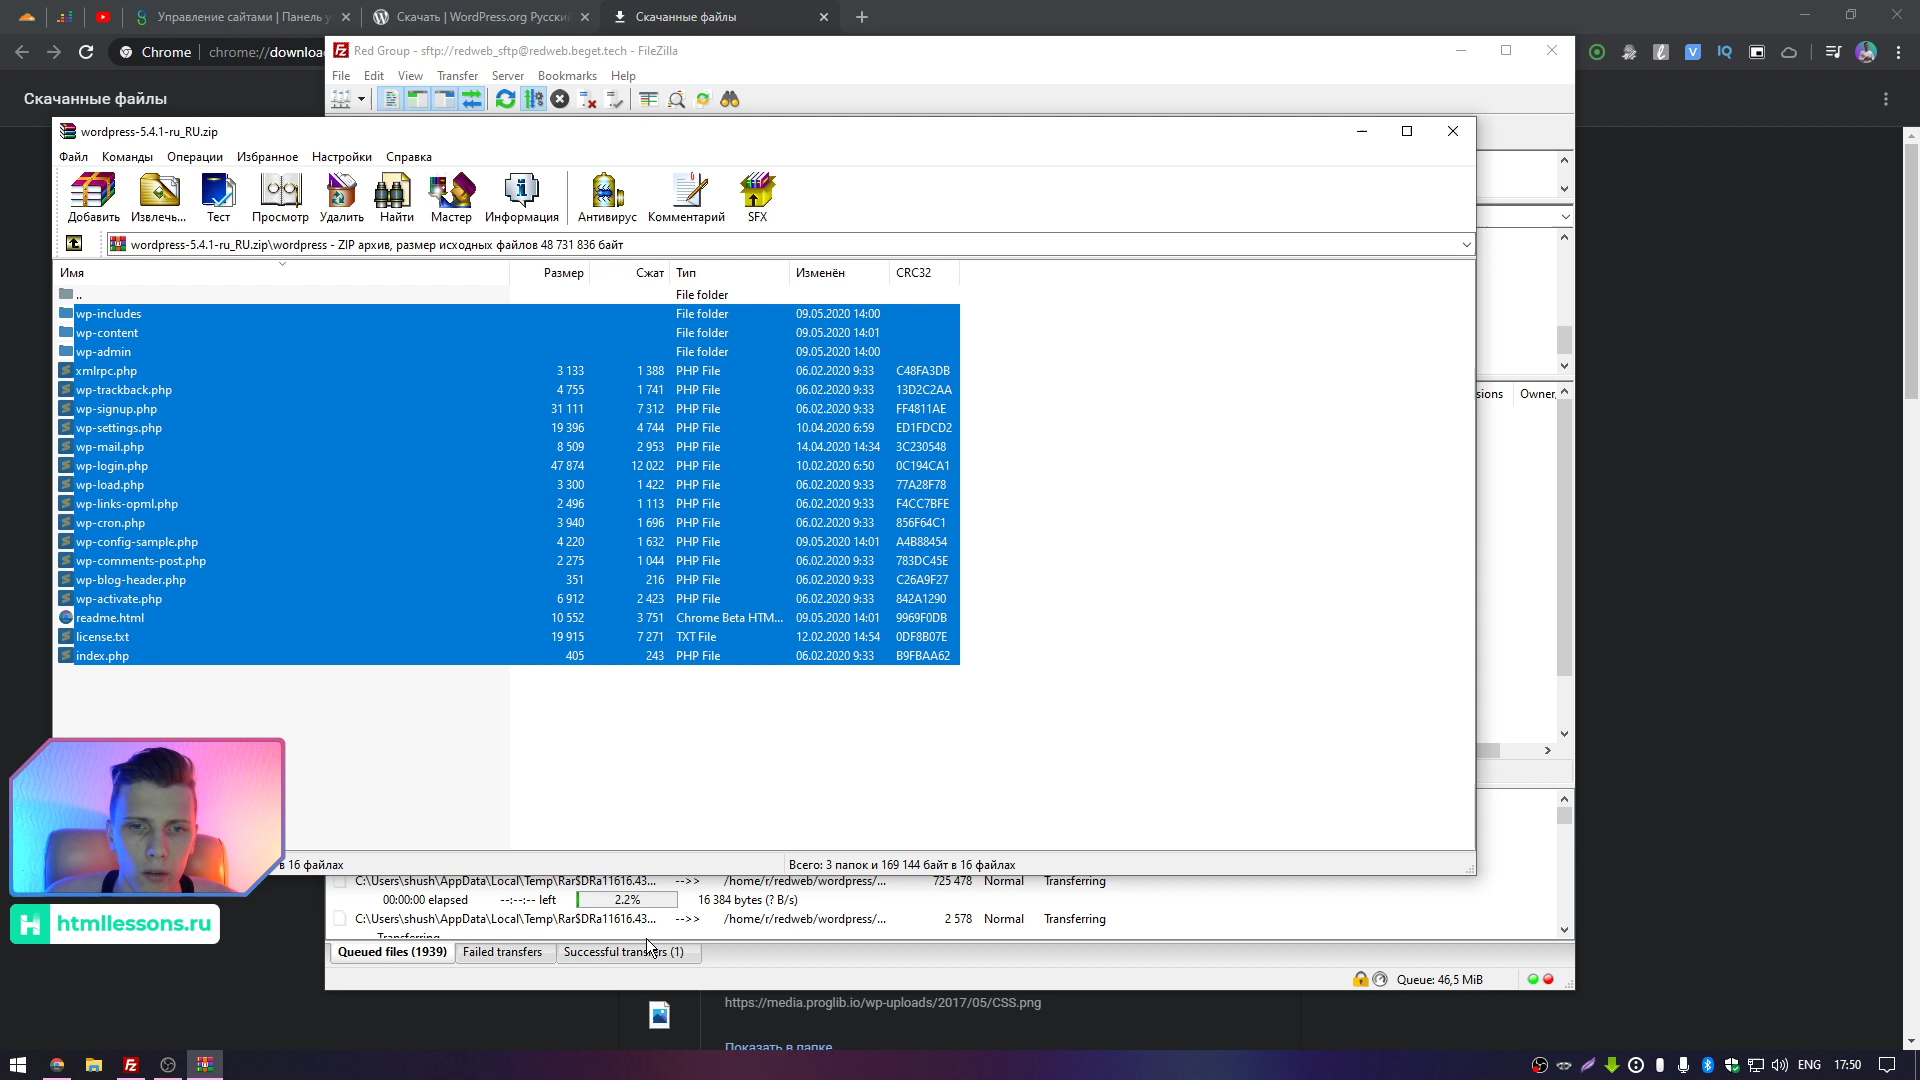 Управление сайтами | Панель у
Скачать | WordPress.org Русски
Скачанные файлы
Chrome
chrome://downloa
Red Group - sftp://redweb_sftp@redweb.beget.tech - FileZilla
File Edit View Transfer Server Bookmarks Help
Скачанные файлы
wordpress-5.4.1-ru_RU.zip
Файл Команды Операции Избранное Настройки Справка
Добавить Извлечь... Тест Просмотр Удалить Найти Мастер Информация Антивирус Комментарий SFX
wordpress-5.4.1-ru_RU.zip\wordpress - ZIP архив, размер исходных файлов 48 731 836 байт
Имя Размер Сжат Тип Изменён CRC32
.. File folder
wp-includes File folder 09.05.2020 14:00
wp-content File folder 09.05.2020 14:01
wp-admin File folder 09.05.2020 14:00
xmlrpc.php 3 133 1 388 PHP File 06.02.2020 9:33 C48FA3DB
wp-trackback.php 4 755 1 741 PHP File 06.02.2020 9:33 13D2C2AA
wp-signup.php 31 111 7 312 PHP File 06.02.2020 9:33 FF4811AE
wp-settings.php 19 396 4 744 PHP File 10.04.2020 6:59 ED1FDCD2
wp-mail.php 8 509 2 953 PHP File 14.04.2020 14:34 3C230548
wp-login.php 47 874 12 022 PHP File 10.02.2020 6:50 0C194CA1
wp-load.php 3 300 1 422 PHP File 06.02.2020 9:33 77A28F78
wp-links-opml.php 2 496 1 113 PHP File 06.02.2020 9:33 F4CC7BFE
wp-cron.php 3 940 1 696 PHP File 06.02.2020 9:33 856F64C1
wp-config-sample.php 4 220 1 632 PHP File 09.05.2020 14:01 A4B88454
wp-comments-post.php 2 275 1 044 PHP File 06.02.2020 9:33 783DC45E
wp-blog-header.php 351 216 PHP File 06.02.2020 9:33 C26A9F27
wp-activate.php 6 912 2 423 PHP File 06.02.2020 9:33 842A1290
readme.html 10 552 3 751 Chrome Beta HTM... 09.05.2020 14:01 9969F0DB
license.txt 19 915 7 271 TXT File 12.02.2020 14:54 0DF8B07E
index.php 405 243 PHP File 06.02.2020 9:33 B9FBAA62
sions Owner,
в 16 файлах
Всего: 3 папок и 169 144 байт в 16 файлах
C:\Users\shush\AppData\Local\Temp\Rar$DRa11616.43... -->> /home/r/redweb/wordpress/... 725 478 Normal Transferring
00:00:00 elapsed --:--:-- left 2.2% 16 384 bytes (? B/s)
C:\Users\shush\AppData\Local\Temp\Rar$DRa11616.43... -->> /home/r/redweb/wordpress/... 2 578 Normal Transferring
Transferring
Queued files (1939) Failed transfers Successful transfers (1)
Queue: 46,5 MiB
htmllessons.ru
https://media.proglib.io/wp-uploads/2017/05/CSS.png
Показать в папке
ENG 17:50